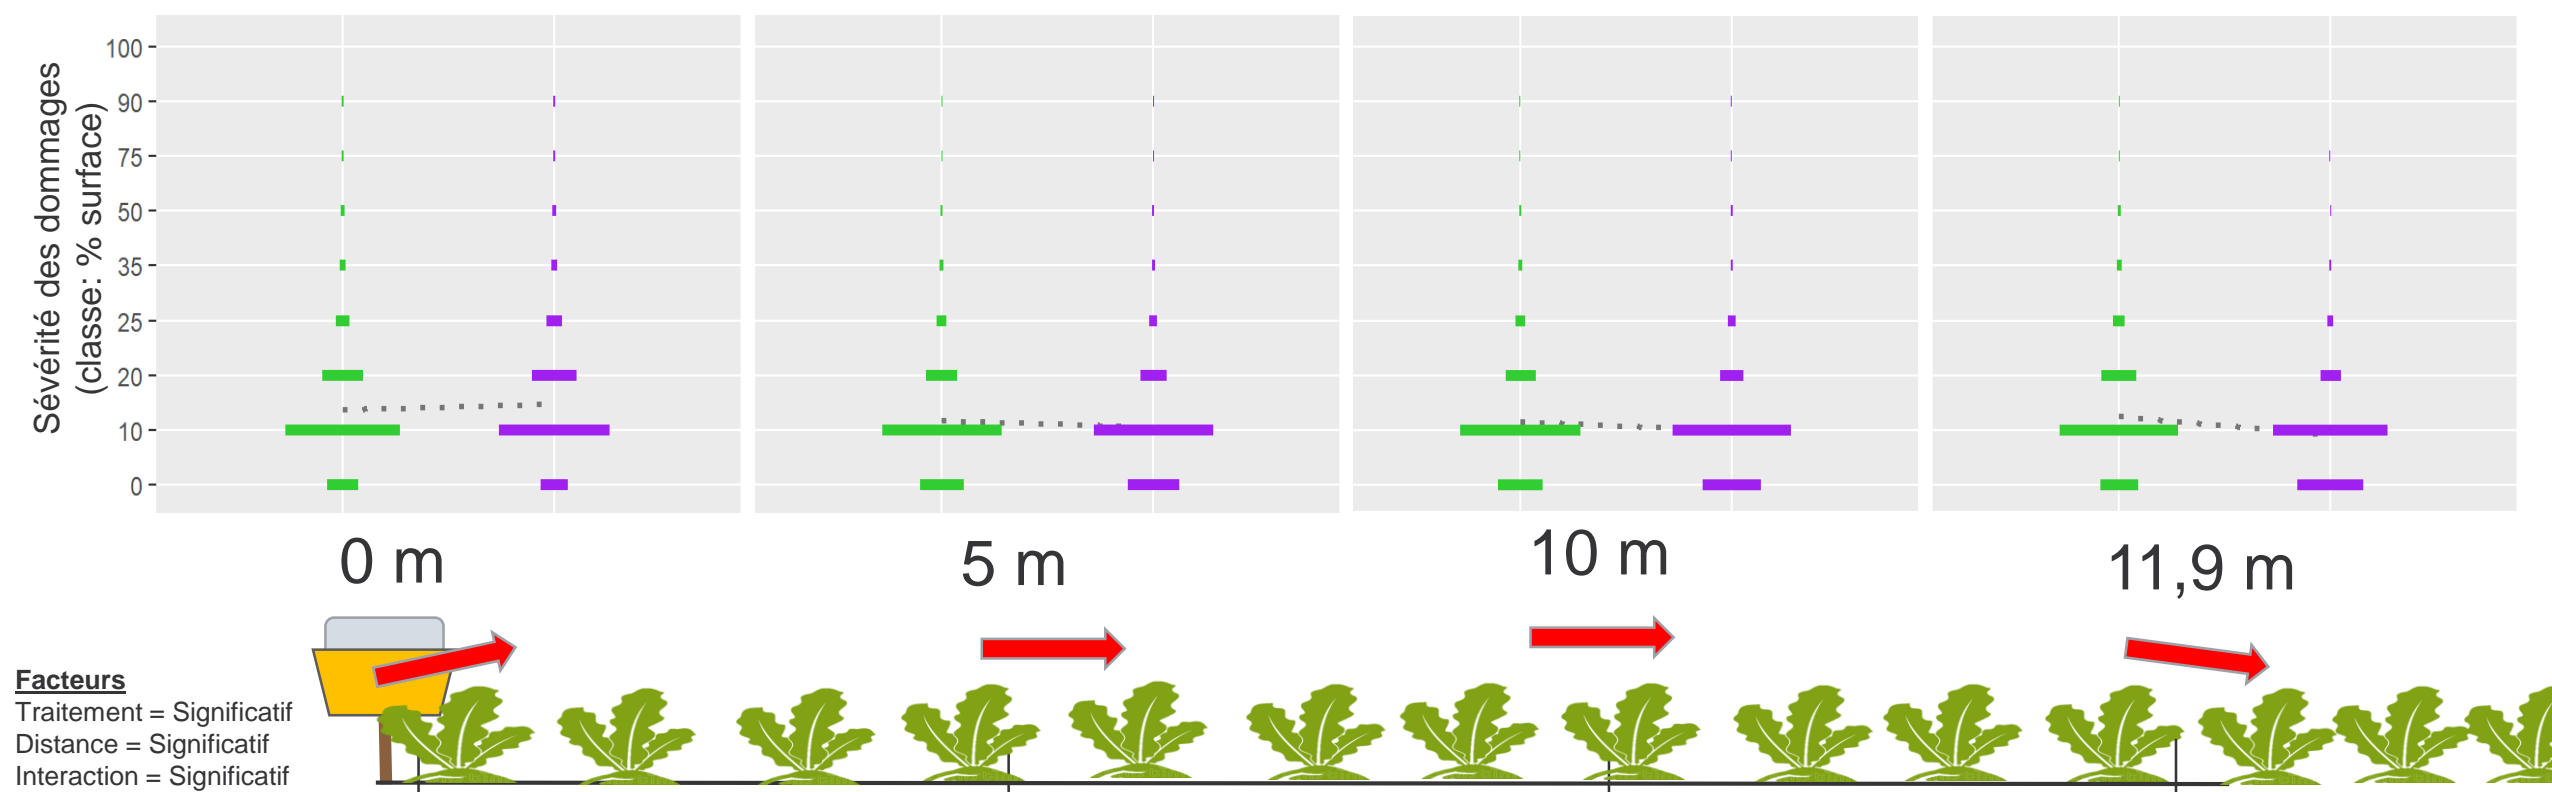 Sévérité des dommages
(classe: % surface)
100
90
75
50
35
25
20
10
0
0 m
5 m
10 m
11,9 m
Facteurs
Traitement = Significatif
Distance = Significatif
Interaction = Significatif